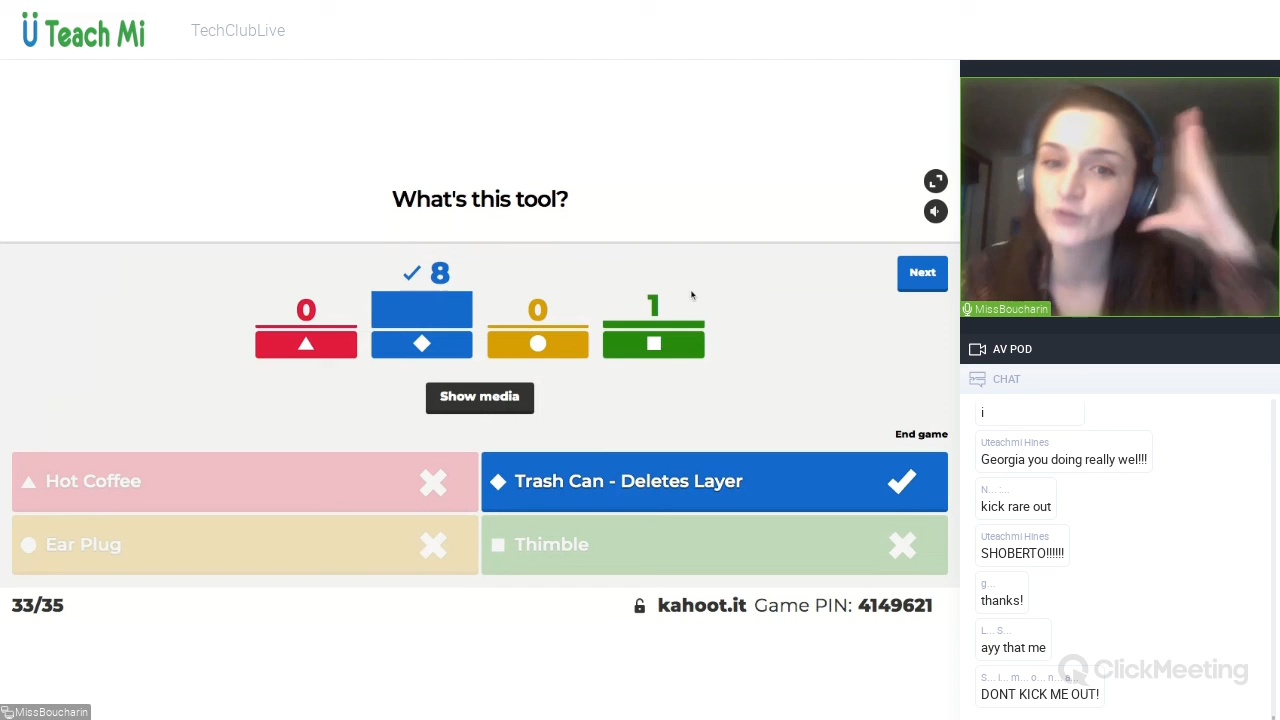 Ü Teach Mi
TechClubLive
What's this tool?
0
8
0
1
Next
Show media
End game
Hot Coffee
Trash Can - Deletes Layer
Ear Plug
Thimble
33/35
kahoot.it Game PIN: 4149621
MissBoucharin
MissBoucharin
AV POD
CHAT
i
Uteachmi Hines
Georgia you doing really wel!!!
N... :...
kick rare out
Uteachmi Hines
SHOBERTO!!!!!!
g...
thanks!
L... S...
ayy that me
S... i... m... o... n... a...
DONT KICK ME OUT!
ClickMeeting